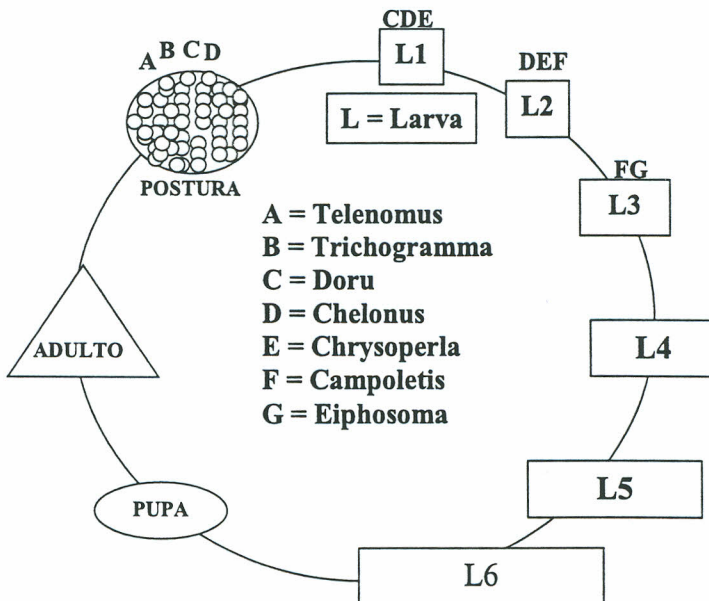 CDE
L1
A B C D
DEF
L2
L = Larva
POSTURA
FG
L3
A = Telenomus
B = Trichogramma
C = Doru
D = Chelonus
E = Chrysoperla
F = Campoletis
G = Eiphosoma
ADULTO
L4
L5
PUPA
L6